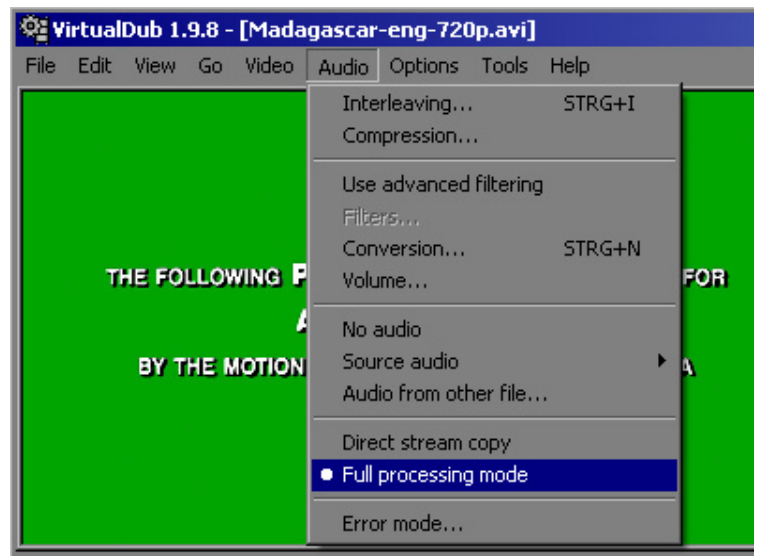 VirtualDub 1.9.8 - [Madagascar-eng-720p.avi]
File Edit View Go Video Audio Options Tools Help
Interleaving... STRG+I
Compression...
Use advanced filtering
Filters...
Conversion... STRG+N
Volume...
No audio
Source audio
Audio from other file...
Direct stream copy
Full processing mode
Error mode...
THE FOLLOWING
FOR
BY THE MOTION